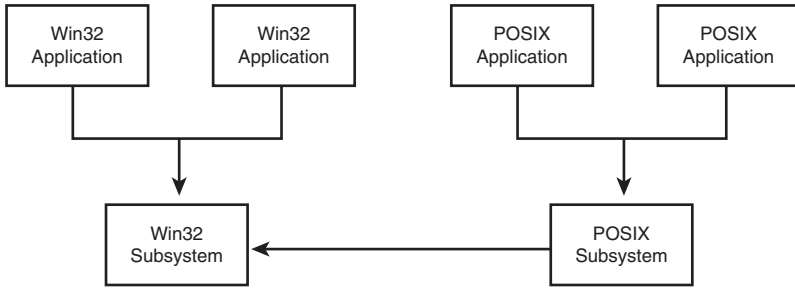 Win32
Application
Win32
Application
POSIX
Application
POSIX
Application
Win32
Subsystem
POSIX
Subsystem